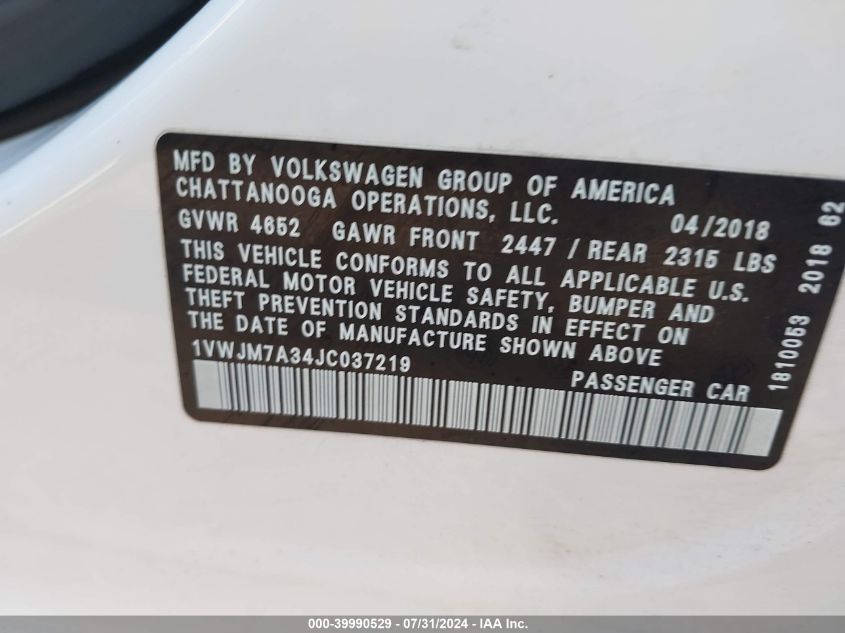 MFD BY VOLKSWAGEN GROUP OF AMERICA
CHATTANOOGA OPERATIONS, LLC. 04/2018
GVWR 4652 GAWR FRONT 2447 / REAR 2315 LBS
THIS VEHICLE CONFORMS TO ALL APPLICABLE U.S.
FEDERAL MOTOR VEHICLE SAFETY, BUMPER AND
THEFT PREVENTION STANDARDS IN EFFECT ON
THE DATE OF MANUFACTURE SHOWN ABOVE
1VWJM7A34JC037219 PASSENGER CAR
1810053 2018 62
000-39990529 - 07/31/2024 - IAA Inc.